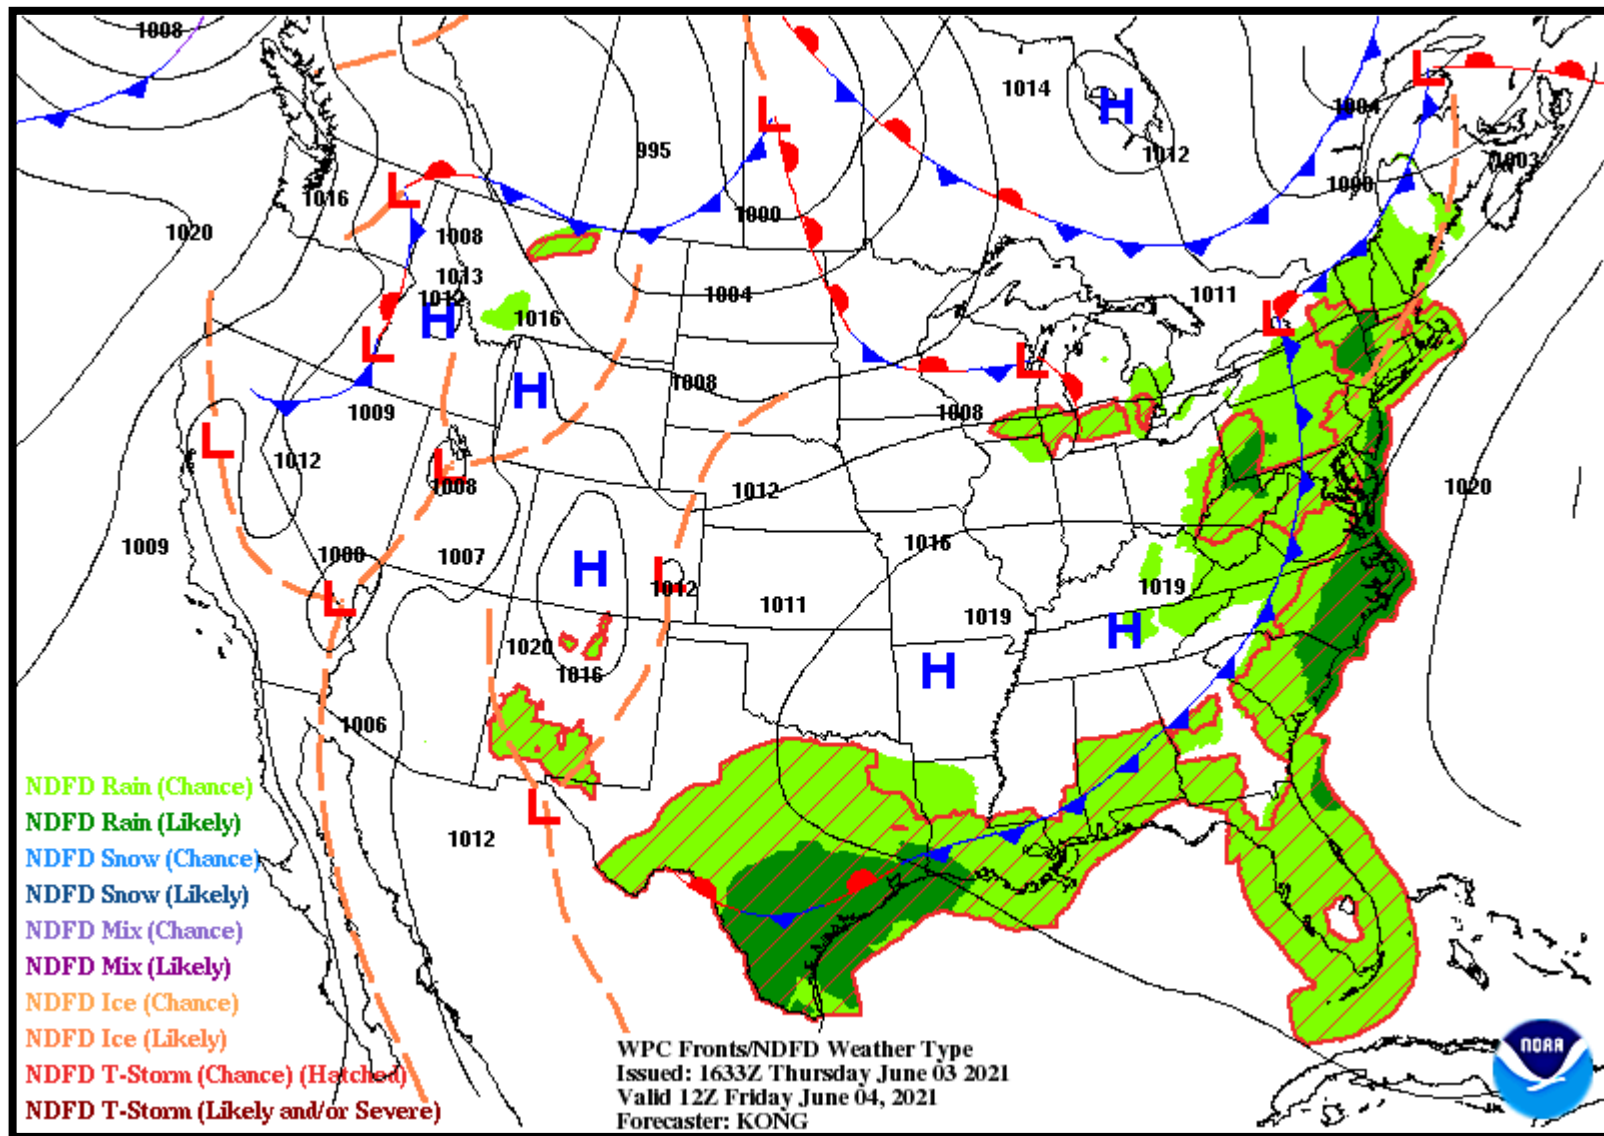 1008
995
1014
H
L
L
1004
1012
1003
1000
L
1016
1020
1008
1000
1013
1012
H
1016
1004
1011
L
L
L
H
1008
1009
1008
L
1012
L
1008
1012
1020
1009
1000
1007
1016
H
L
1012
1011
1019
1019
L
H
1020
1016
H
1006
L
1012
NDFD Rain (Chance)
NDFD Rain (Likely)
NDFD Snow (Chance)
NDFD Snow (Likely)
NDFD Mix (Chance)
NDFD Mix (Likely)
NDFD Ice (Chance)
NDFD Ice (Likely)
NDFD T-Storm (Chance) (Hatched)
NDFD T-Storm (Likely and/or Severe)
WPC Fronts/NDFD Weather Type
Issued: 1633Z Thursday June 03 2021
Valid 12Z Friday June 04, 2021
Forecaster: KONG
NOAA